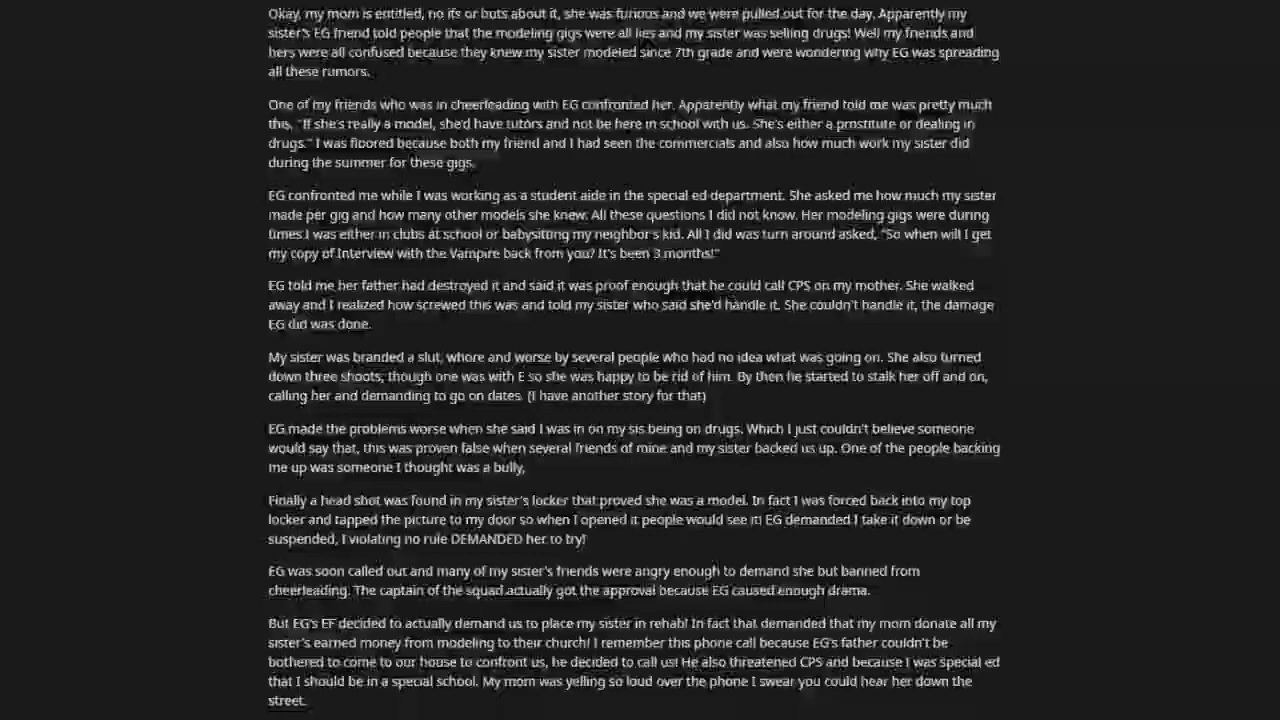 Okay, my mom is entitled, no ifs or buts about it, she was furious and we were pulled out for the day. Apparently my
sister's EG friend told people that the modeling gigs were all lies and my sister was selling drugs! Well my friends and
hers were all confused because they knew my sister modeled since 7th grade and were wondering why EG was spreading
all these rumors.
One of my friends who was in cheerleading with EG confronted her. Apparently what my friend told me was pretty much
this, "If she's really a model, she'd have tutors and not be here in school with us. She's either a prostitute or dealing in
drugs." I was floored because both my friend and I had seen the commercials and also how much work my sister did
during the summer for these gigs.
EG confronted me while I was working as a student aide in the special ed department. She asked me how much my sister
made per gig and how many other models she knew. All these questions I did not know. Her modeling gigs were during
times I was either in clubs at school or babysitting my neighbor's kid. All I did was turn around asked, "So when will I get
my copy of Interview with the Vampire back from you? It's been 3 months!"
EG told me her father had destroyed it and said it was proof enough that he could call CPS on my mother. She walked
away and I realized how screwed this was and told my sister who said she'd handle it. She couldn't handle it, the damage
EG did was done.
My sister was branded a slut, whore and worse by several people who had no idea what was going on. She also turned
down three shoots, though one was with E so she was happy to be rid of him. By then he started to stalk her off and on,
calling her and demanding to go on dates. (I have another story for that)
EG made the problems worse when she said I was in on my sis being on drugs. Which I just couldn't believe someone
would say that, this was proven false when several friends of mine and my sister backed us up. One of the people backing
me up was someone I thought was a bully,
Finally a head shot was found in my sister's locker that proved she was a model. In fact I was forced back into my top
locker and tapped the picture to my door so when I opened it people would see it! EG demanded I take it down or be
suspended, I violating no rule DEMANDED her to try!
EG was soon called out and many of my sister's friends were angry enough to demand she but banned from
cheerleading. The captain of the squad actually got the approval because EG caused enough drama.
But EG's EF decided to actually demand us to place my sister in rehab! In fact that demanded that my mom donate all my
sister's earned money from modeling to their church! I remember this phone call because EG's father couldn't be
bothered to come to our house to confront us, he decided to call us! He also threatened CPS and because I was special ed
that I should be in a special school. My mom was yelling so loud over the phone I swear you could hear her down the
street.